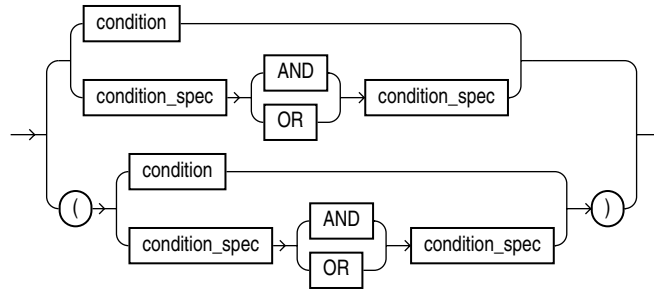 condition
condition_spec AND condition_spec
OR
( condition )
condition_spec AND condition_spec
OR